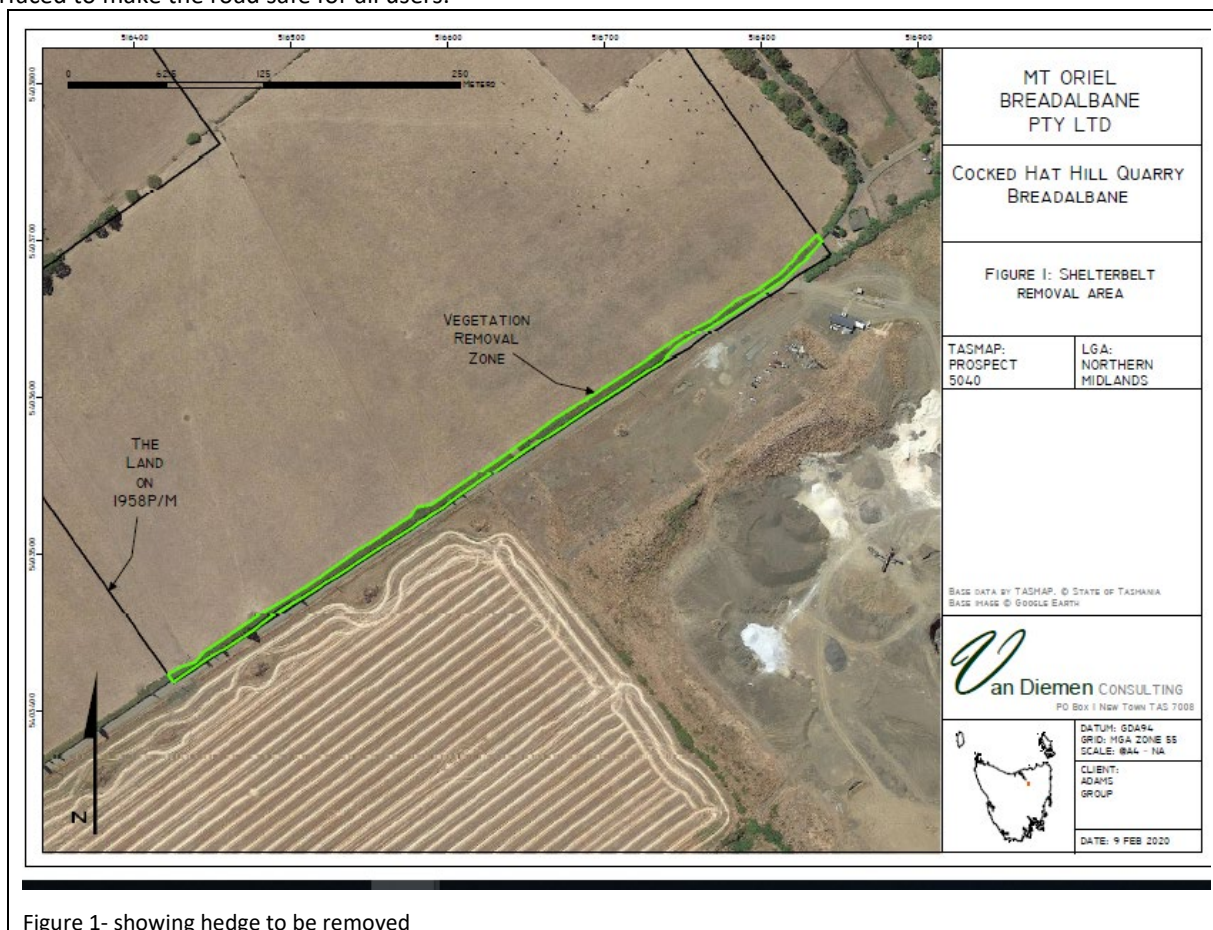 faced to make the road safe for all users.
516400 516500 516600 516700 516800 516900
0 62.5 125 250
METERS
5403800
5403700
5403600
5403500
5403400
VEGETATION
REMOVAL
ZONE
THE
LAND
ON
1958P/M
N
MT ORIEL
BREADALBANE
PTY LTD
COCKED HAT HILL QUARRY
BREADALBANE
FIGURE 1: SHELTERBELT
REMOVAL AREA
TASMAP:
PROSPECT
5040
LGA:
NORTHERN
MIDLANDS
BASE DATA BY TASMAP, © STATE OF TASMANIA
BASE IMAGE © GOOGLE EARTH
Van Diemen CONSULTING
PO BOX 1 NEW TOWN TAS 7008
DATUM: GDA94
GRID: MGA ZONE 55
SCALE: @A4 - NA
CLIENT:
ADAMS
GROUP
DATE: 9 FEB 2020
Figure 1- showing hedge to be removed